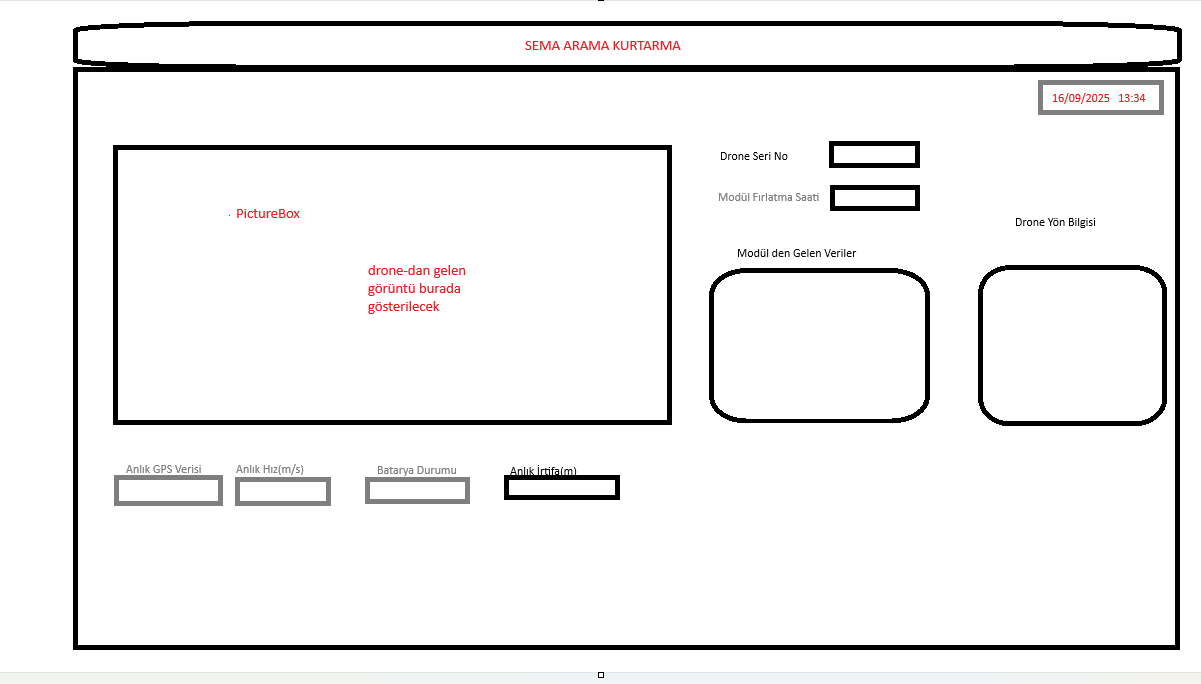 SEMA ARAMA KURTARMA
16/09/2025 13:34
PictureBox
drone-dan gelen
görüntü burada
gösterilecek
Drone Seri No
Modül Fırlatma Saati
Drone Yön Bilgisi
Modül den Gelen Veriler
Anlık GPS Verisi
Anlık Hız(m/s)
Batarya Durumu
Anlık İrtifa(m)